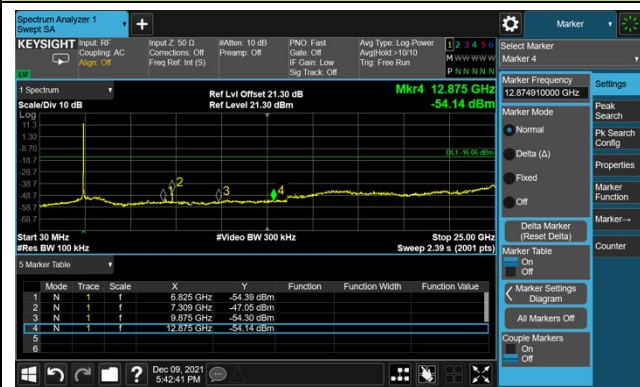 Spectrum Analyzer 1
Swept SA
Marker
KEYSIGHT
Input: RF
Coupling: AC
Align: Off
Input Z: 50 Ω
Corrections: Off
Freq Ref: Int (S)
#Atten: 10 dB
Preamp: Off
PNO: Fast
Gate: Off
IF Gain: Low
Sig Track: Off
Avg Type: Log-Power
Avg|Hold:>10/10
Trig: Free Run
1 2 3 4 5 6
M W W W W W
P N N N N N
LW
Select Marker
Marker 4
1 Spectrum
Scale/Div 10 dB
Ref Lvl Offset 21.30 dB
Ref Level 21.30 dBm
Mkr4 12.875 GHz
-54.14 dBm
Log
11.3
1.30
-8.70
-18.7
-28.7
-38.7
-48.7
-58.7
-68.7
DL1 -16.06 dBm
1
2
3
4
Start 30 MHz
#Res BW 100 kHz
#Video BW 300 kHz
Stop 25.00 GHz
Sweep 2.39 s (2001 pts)
5 Marker Table
Mode Trace Scale X Y Function Function Width Function Value
1 N 1 f 6.825 GHz -54.39 dBm
2 N 1 f 7.309 GHz -47.05 dBm
3 N 1 f 9.875 GHz -54.30 dBm
4 N 1 f 12.875 GHz -54.14 dBm
5
6
Marker Frequency
12.874910000 GHz
Marker Mode
Normal
Delta (Δ)
Fixed
Off
Delta Marker
(Reset Delta)
Marker Table
On
Off
Marker Settings
Diagram
All Markers Off
Couple Markers
On
Off
Settings
Peak
Search
Pk Search
Config
Properties
Marker
Function
Marker→
Counter
Dec 09, 2021
5:42:41 PM